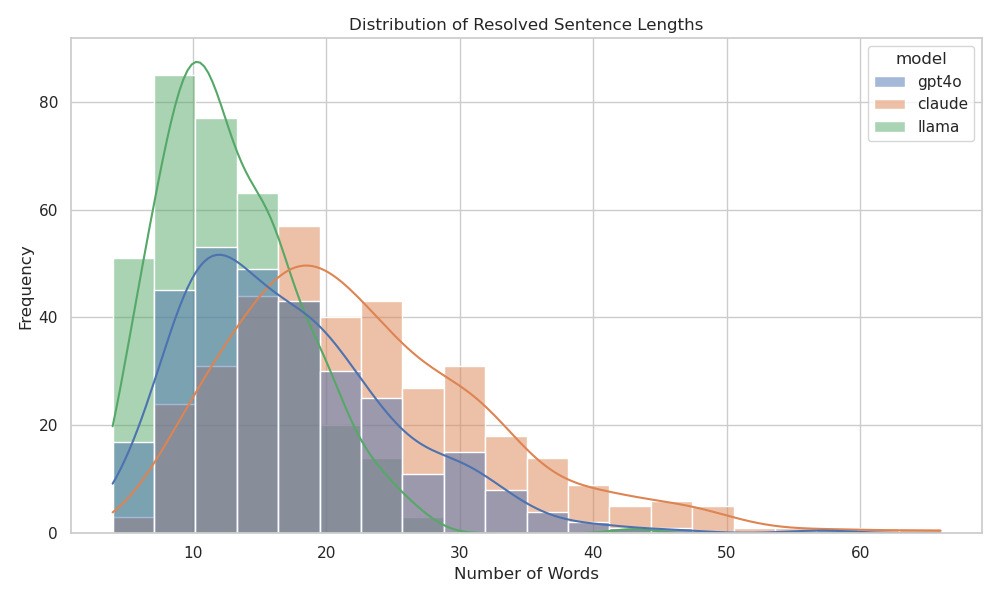 Distribution of Resolved Sentence Lengths
model
gpt4o
claude
llama
Frequency
80
60
40
20
0
10 20 30 40 50 60
Number of Words